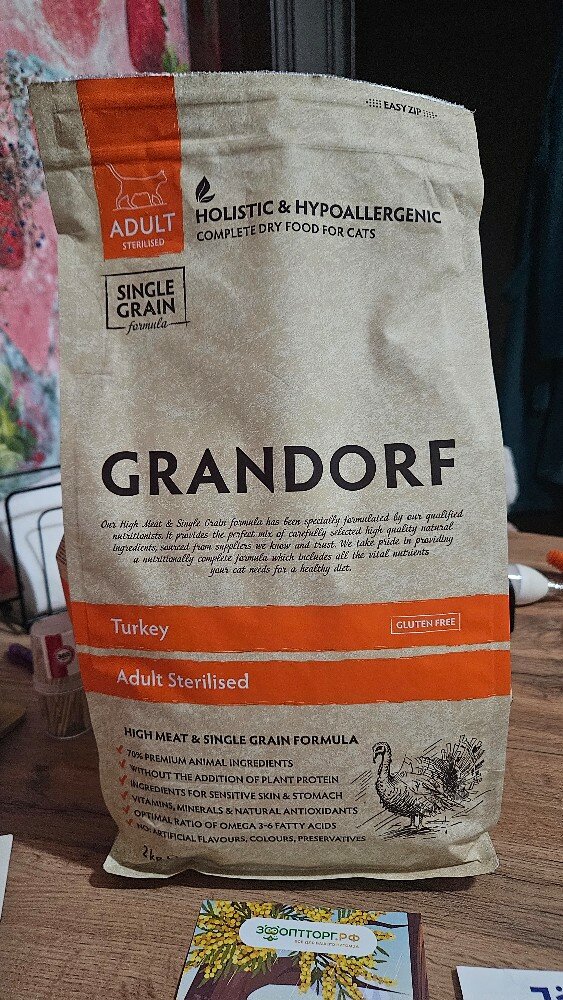 EASY ZIP
ADULT
STERILISED
HOLISTIC & HYPOALLERGENIC
COMPLETE DRY FOOD FOR CATS
SINGLE
GRAIN
formula
GRANDORF
Our High Meat & Single Grain formula has been specially formulated by our qualified
nutritionists. It provides the perfect mix of carefully selected high quality natural
ingredients, sourced from suppliers we know and trust. We take pride in providing
a nutritionally complete formula which includes all the vital nutrients
your cat needs for a healthy diet.
Turkey
GLUTEN FREE
Adult Sterilised
HIGH MEAT & SINGLE GRAIN FORMULA
70% PREMIUM ANIMAL INGREDIENTS
WITHOUT THE ADDITION OF PLANT PROTEIN
INGREDIENTS FOR SENSITIVE SKIN & STOMACH
VITAMINS, MINERALS & NATURAL ANTIOXIDANTS
OPTIMAL RATIO OF OMEGA 3-6 FATTY ACIDS
NO: ARTIFICIAL FLAVOURS, COLOURS, PRESERVATIVES
2kg
ЗООПТТОРГ.РФ